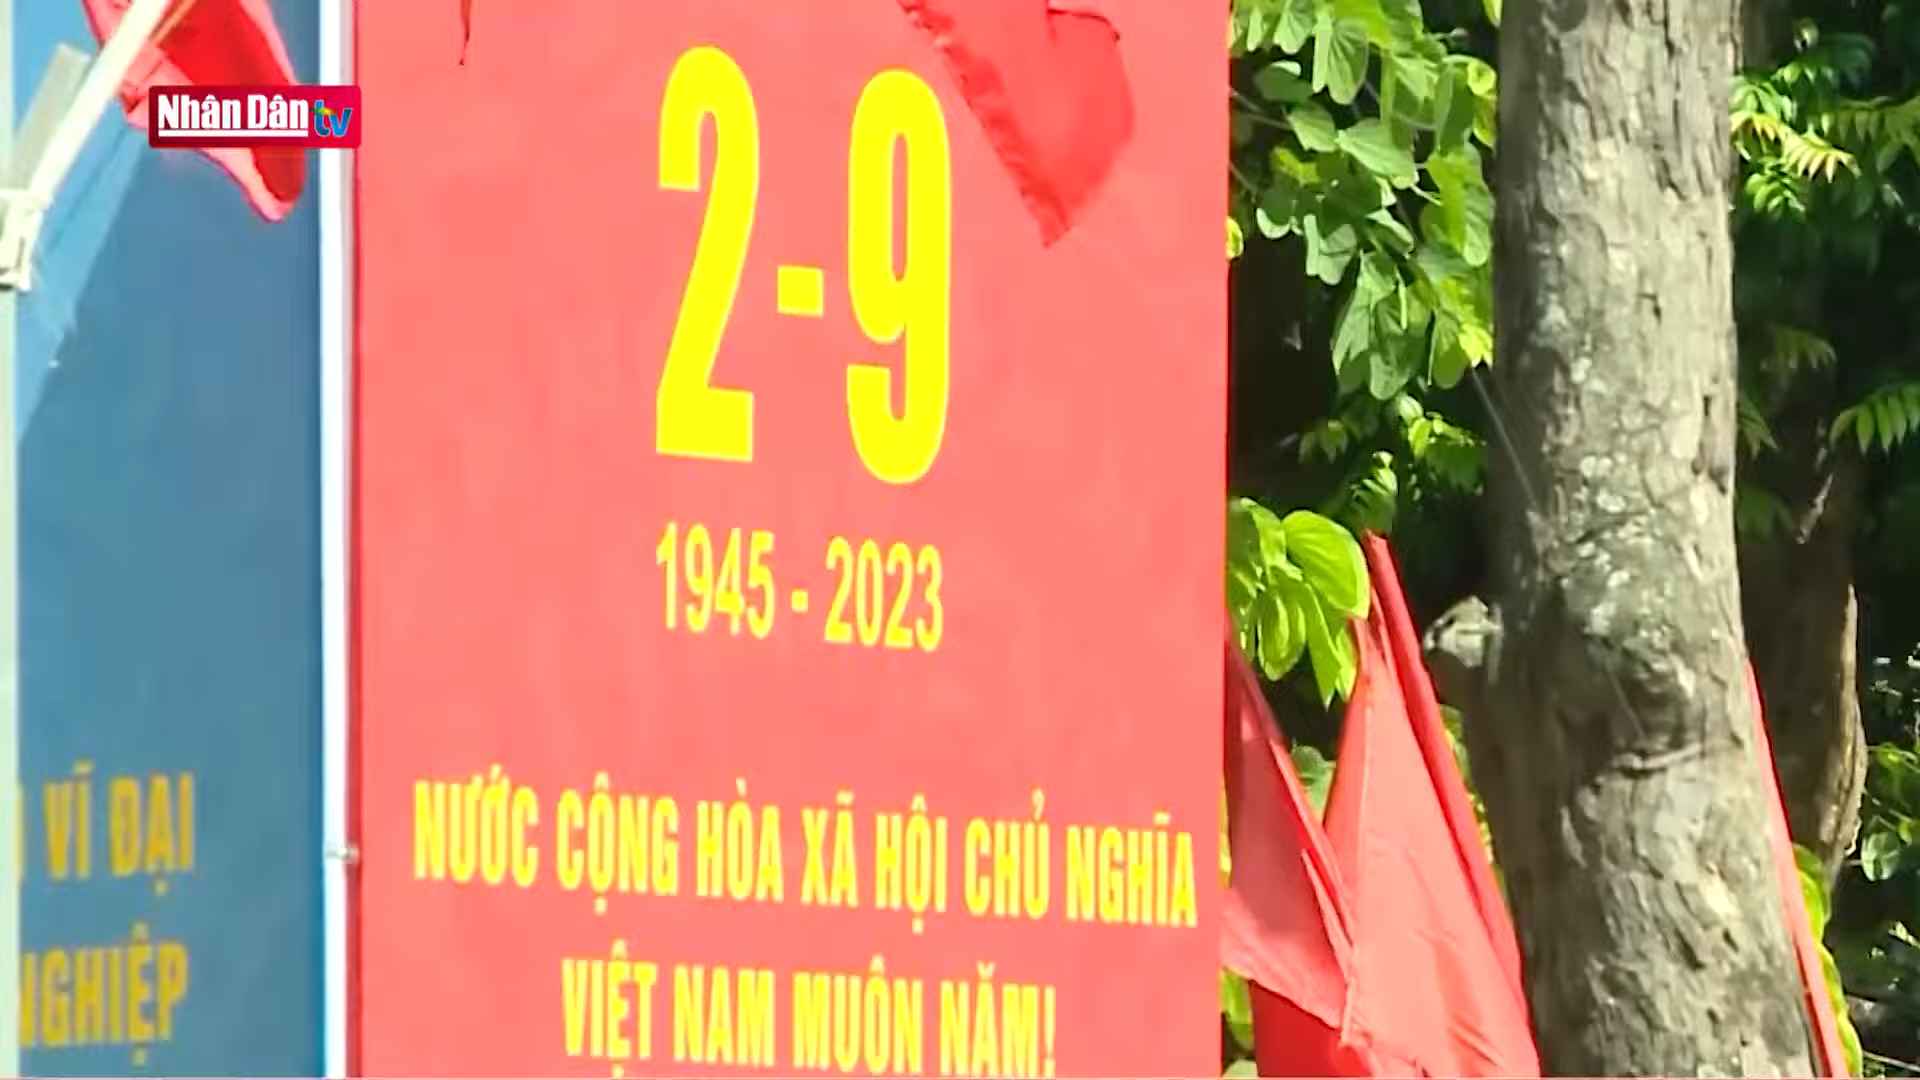 Nhân Dân tv
2-9
1945 - 2023
NƯỚC CỘNG HÒA XÃ HỘI CHỦ NGHĨA
VIỆT NAM MUÔN NĂM!
VĨ ĐẠI
NGHIỆP